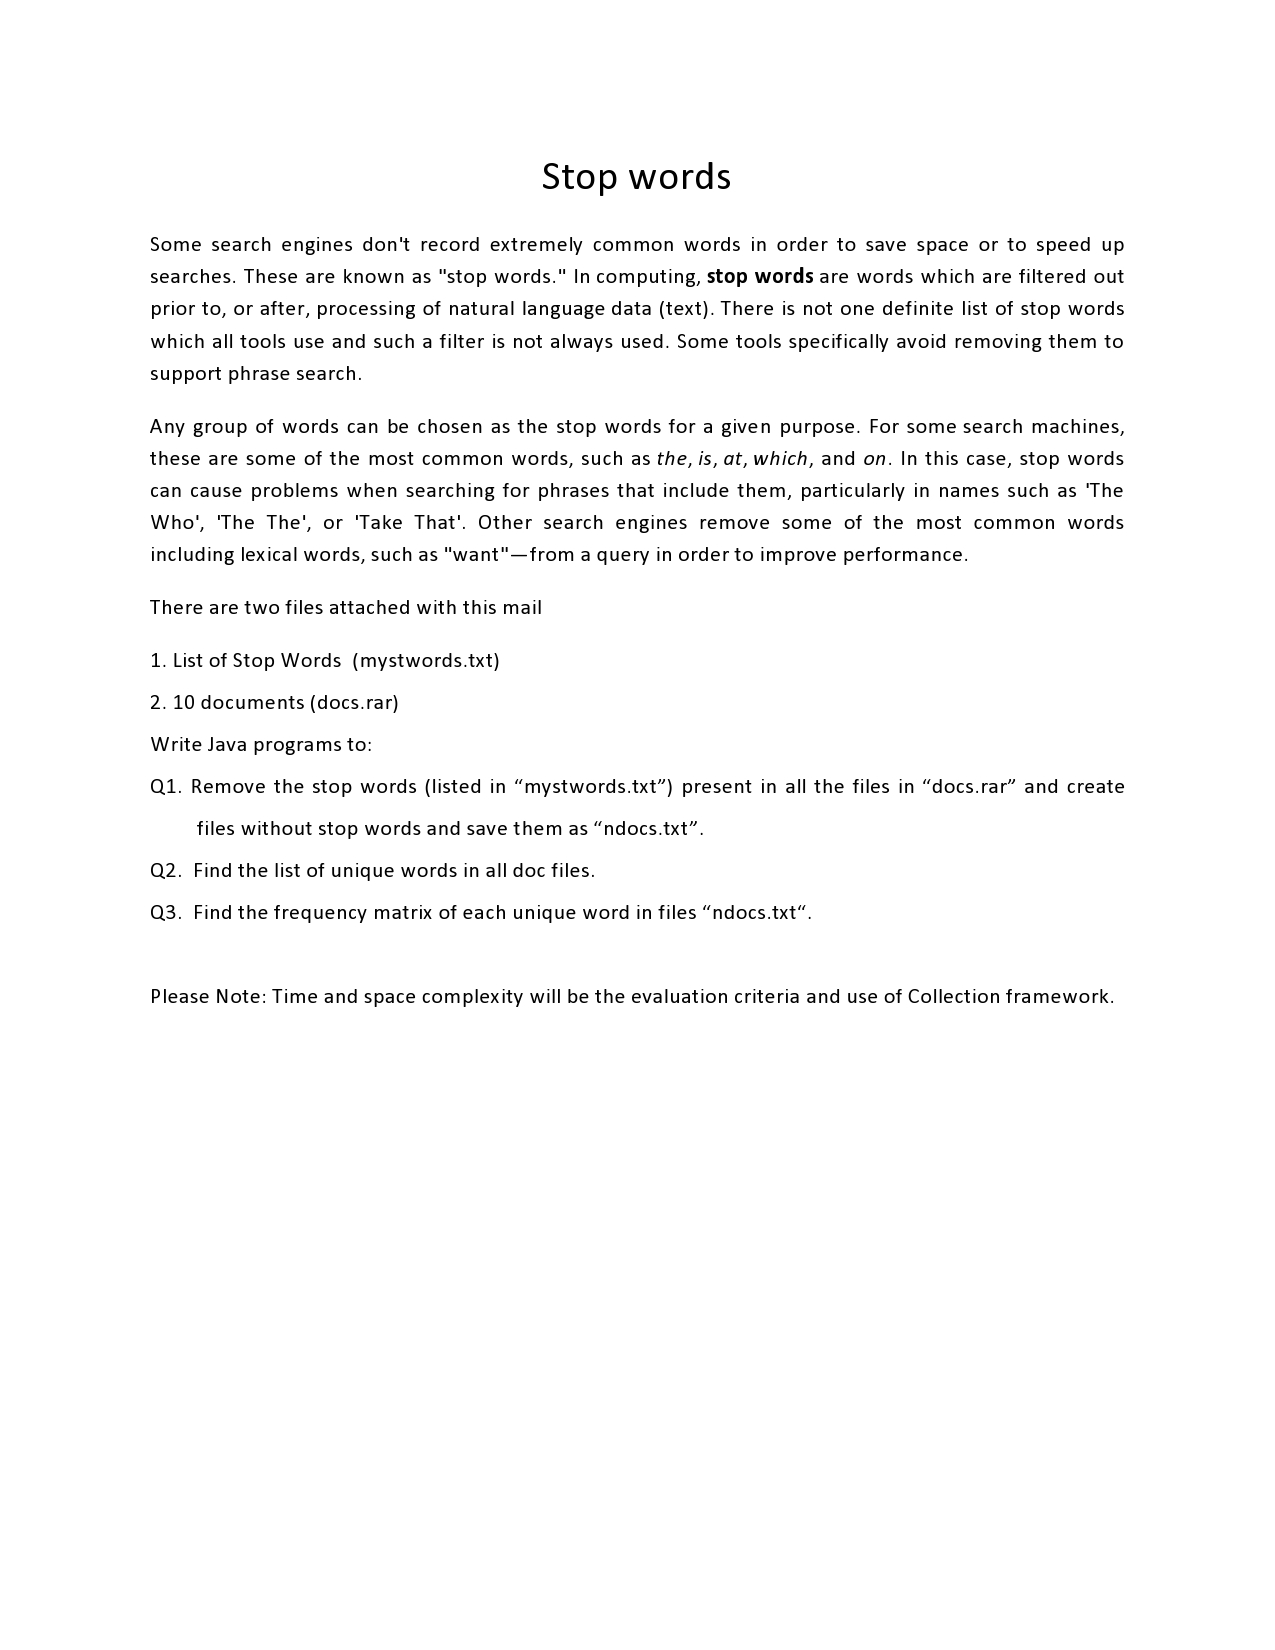 Stop words
Some search engines don't record extremely common words in order to save space or to speed up
searches. These are known as "stop words." In computing, stop words are words which are filtered out
prior to, or after, processing of natural language data (text). There is not one definite list of stop words
which all tools use and such a filter is not always used. Some tools specifically avoid removing them to
support phrase search.
Any group of words can be chosen as the stop words for a given purpose. For some search machines,
these are some of the most common words, such as the, is, at, which, and on. In this case, stop words
can cause problems when searching for phrases that include them, particularly in names such as 'The
Who', 'The The', or 'Take That'. Other search engines remove some of the most common words
including lexical words, such as "want"—from a query in order to improve performance.
There are two files attached with this mail
1. List of Stop Words  (mystwords.txt)
2. 10 documents (docs.rar)
Write Java programs to:
Q1. Remove the stop words (listed in “mystwords.txt”) present in all the files in “docs.rar” and create
files without stop words and save them as “ndocs.txt”.
Q2.  Find the list of unique words in all doc files.
Q3.  Find the frequency matrix of each unique word in files “ndocs.txt“.
Please Note: Time and space complexity will be the evaluation criteria and use of Collection framework.